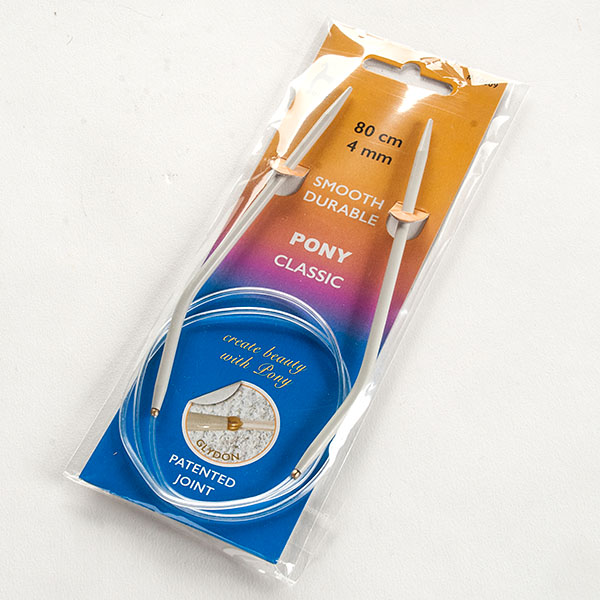 80 cm
4 mm
SMOOTH
DURABLE
PONY
CLASSIC
create beauty
with Pony
GLYDON
PATENTED
JOINT